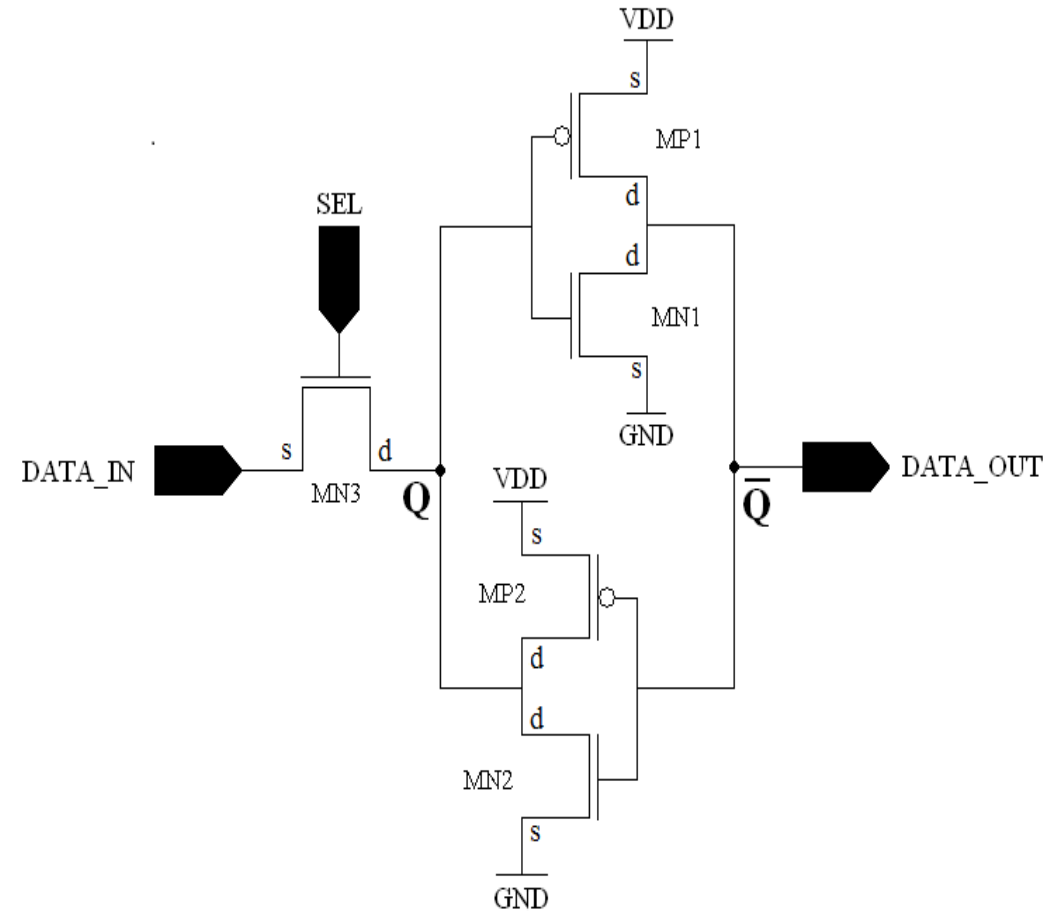 VDD
s
MP1
d
SEL
d
MN1
s
GND
s
d
DATA_IN
MN3
Q
VDD
Q̅
DATA_OUT
s
MP2
d
d
MN2
s
GND